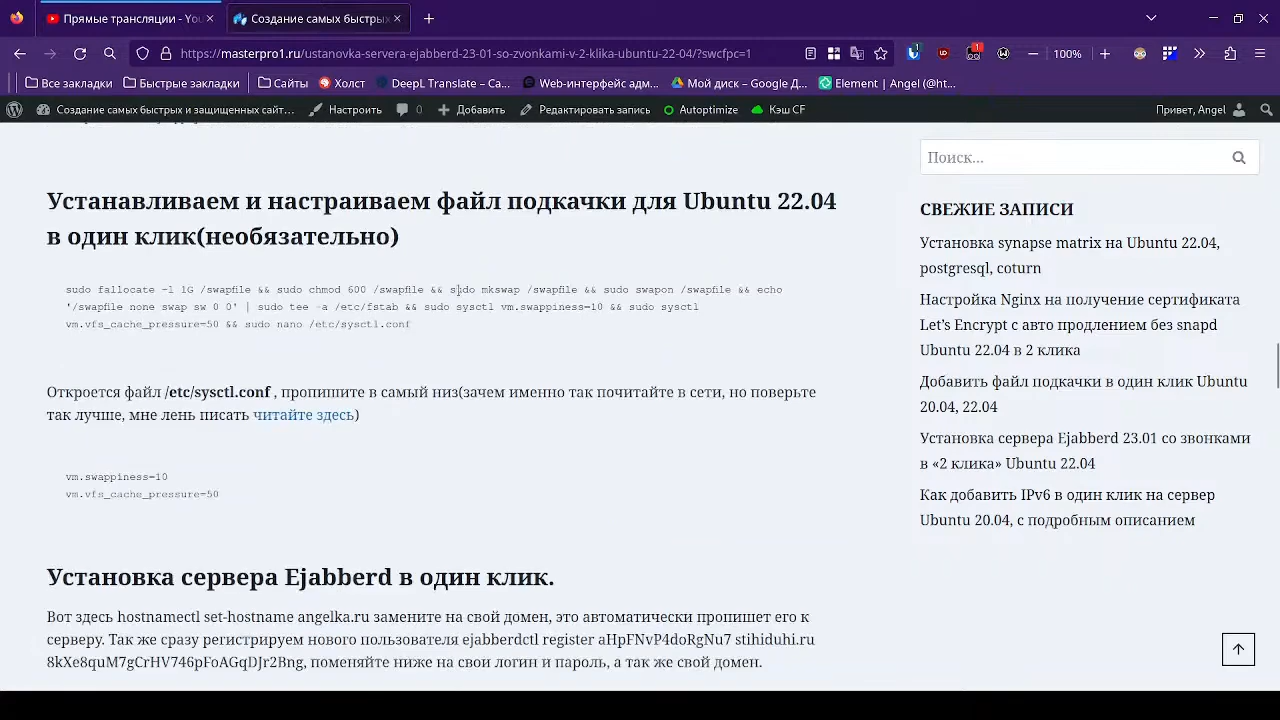 Прямые трансляции - You
Создание самых быстрых
https://masterpro1.ru/ustanovka-servera-ejabberd-23-01-so-zvonkami-v-2-klika-ubuntu-22-04/?swcfpc=1
100%
1
Все закладки
Быстрые закладки
Сайты
Холст
DeepL Translate – Са…
Web-интерфейс адм…
Мой диск – Google Д…
Element | Angel (@ht…
Создание самых быстрых и защищенных сайт…
Настроить
0
Добавить
Редактировать запись
Autoptimize
Кэш CF
Привет, Angel
Устанавливаем и настраиваем файл подкачки для Ubuntu 22.04
в один клик(необязательно)
sudo fallocate -l 1G /swapfile && sudo chmod 600 /swapfile && sudo mkswap /swapfile && sudo swapon /swapfile && echo
'/swapfile none swap sw 0 0' | sudo tee -a /etc/fstab && sudo sysctl vm.swappiness=10 && sudo sysctl
vm.vfs_cache_pressure=50 && sudo nano /etc/sysctl.conf
Откроется файл /etc/sysctl.conf , пропишите в самый низ(зачем именно так почитайте в сети, но поверьте
так лучше, мне лень писать читайте здесь)
vm.swappiness=10
vm.vfs_cache_pressure=50
Установка сервера Ejabberd в один клик.
Вот здесь hostnamectl set-hostname angelka.ru замените на свой домен, это автоматически пропишет его к
серверу. Так же сразу регистрируем нового пользователя ejabberdctl register aHpFNvP4doRgNu7 stihiduhi.ru
8kXe8quM7gCrHV746pFoAGqDJr2Bng, поменяйте ниже на свои логин и пароль, а так же свой домен.
Поиск…
СВЕЖИЕ ЗАПИСИ
Установка synapse matrix на Ubuntu 22.04,
postgresql, coturn
Настройка Nginx на получение сертификата
Let’s Encrypt с авто продлением без snapd
Ubuntu 22.04 в 2 клика
Добавить файл подкачки в один клик Ubuntu
20.04, 22.04
Установка сервера Ejabberd 23.01 со звонками
в «2 клика» Ubuntu 22.04
Как добавить IPv6 в один клик на сервер
Ubuntu 20.04, с подробным описанием